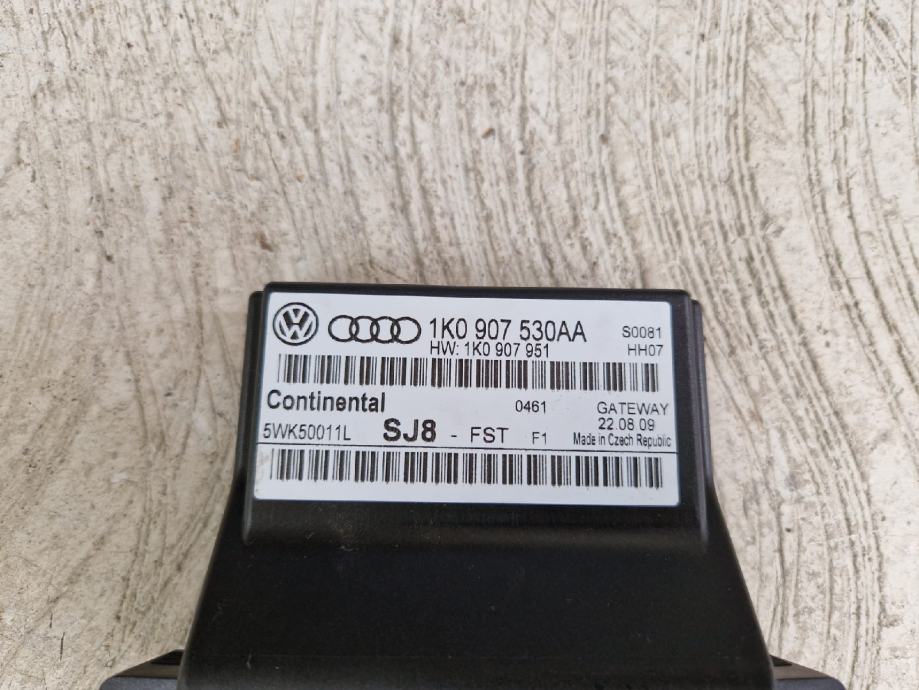 1K0 907 530AA S0081
HW: 1K0 907 951 HH07
Continental 0461 GATEWAY
22.08.09
5WK50011L SJ8 - FST F1 Made in Czech Republic